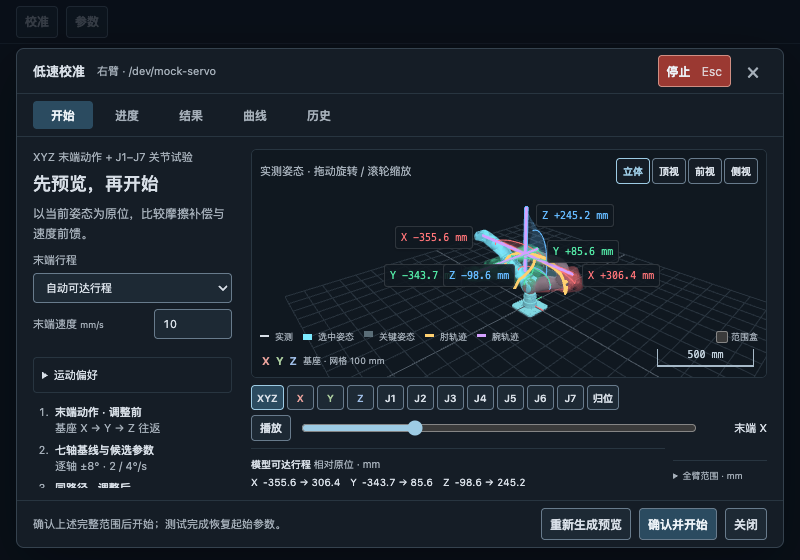 校准 参数
低速校准 右臂 · /dev/mock-servo
停止 Esc
开始 进度 结果 曲线 历史
XYZ 末端动作 + J1–J7 关节试验
先预览，再开始
以当前姿态为原位，比较摩擦补偿与
速度前馈。
末端行程
自动可达行程
末端速度 mm/s 10
运动偏好
1. 末端动作 · 调整前
基座 X → Y → Z 往返
2. 七轴基线与候选参数
逐轴 ±8° · 2 / 4°/s
实测姿态 · 拖动旋转 / 滚轮缩放
立体 顶视 前视 侧视
Z +245.2 mm
X -355.6 mm
Y +85.6 mm
Y -343.7
Z -98.6 mm
X +306.4 mm
实测 选中姿态 关键姿态 肘轨迹 腕轨迹
范围盒
X Y Z 基座 · 网格 100 mm
500 mm
XYZ X Y Z J1 J2 J3 J4 J5 J6 J7 归位
播放 末端 X
模型可达行程 相对原位 · mm
X -355.6 → 306.4 Y -343.7 → 85.6 Z -98.6 → 245.2
全臂范围 · mm
确认上述完整范围后开始；测试完成恢复起始参数。
重新生成预览 确认并开始 关闭